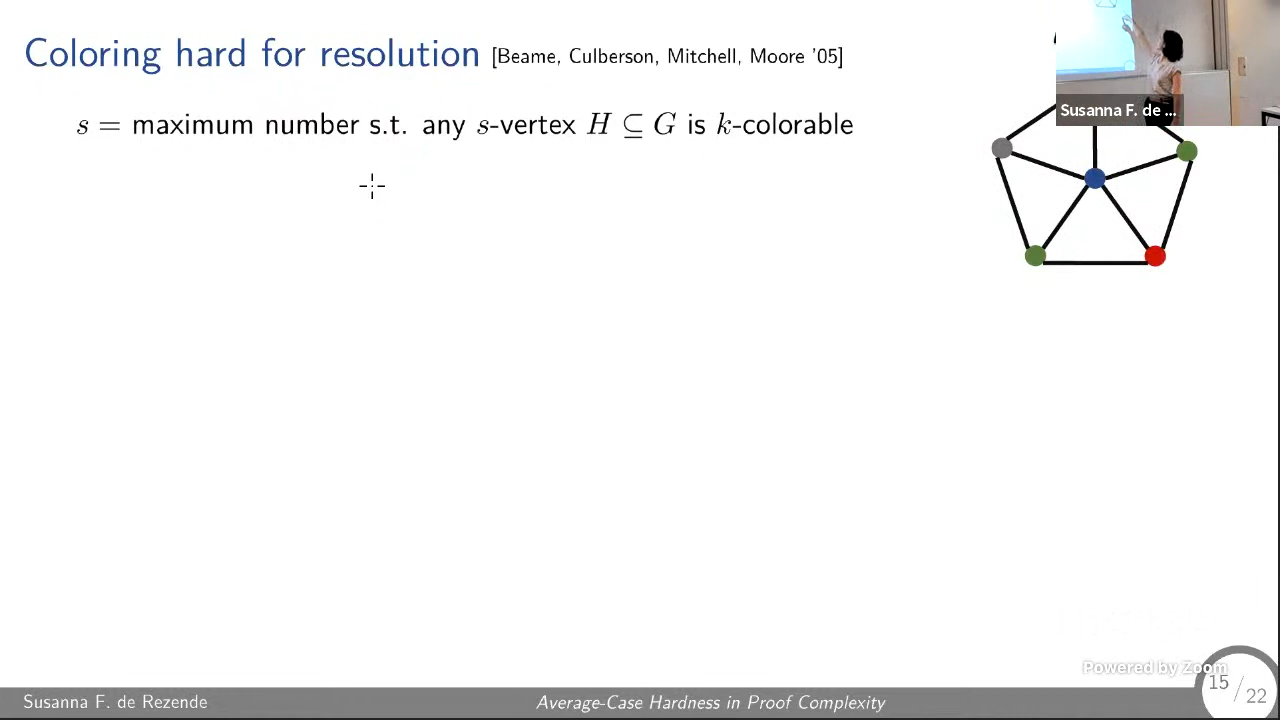 Coloring hard for resolution [Beame, Culberson, Mitchell, Moore '05]
s = maximum number s.t. any s-vertex H ⊆ G is k-colorable
Susanna F. de ...
Powered by Zoom
Susanna F. de Rezende
Average-Case Hardness in Proof Complexity
15 / 22